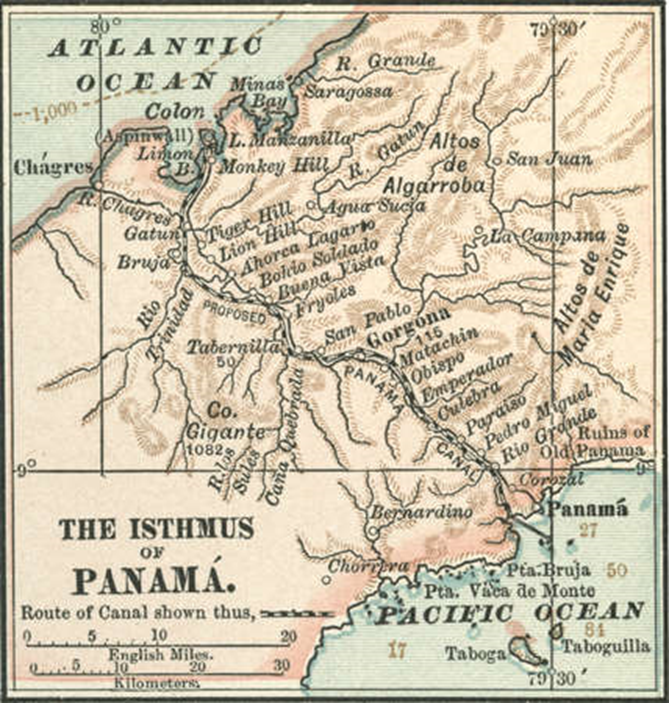 80°
79°30'
ATLANTIC
OCEAN
1,000
Minas
Bay
R. Grande
Saragossa
Colon
(Aspinwall)
L. Manzanilla
Limon
B.
Monkey Hill
Chágres
R. Chagres
R. Gatun
Altos
de
Algarroba
San Juan
Agua Sucia
Gatun
Tiger Hill
Lion Hill
La Campana
Brujas
Ahorca Lagarto
Bohio Soldado
Buena Vista
Fryoles
Altos de
Maria Enrique
Rio
Trinidad
PROPOSED
San Pablo
Gorgona
115
Tabernilla
50
Matachin
Obispo
PANAMA
Emperador
Culebra
Paraiso
Co.
Gigante
1082
Caña Quebrada
R. los
Sules
CANAL
Pedro Miguel
Rio Grande
Ruins of
Old Panama
9°
9°
Corozal
THE ISTHMUS
OF
PANAMÁ.
Bernardino
Panamá
27
Chorrera
Pta. Bruja
50
Pta. Vaca de Monte
Route of Canal shown thus,
PACIFIC OCEAN
0 5 10 20
English Miles.
17
84
Taboga
Taboguilla
0 5 10 20 30
Kilometers.
79°30'